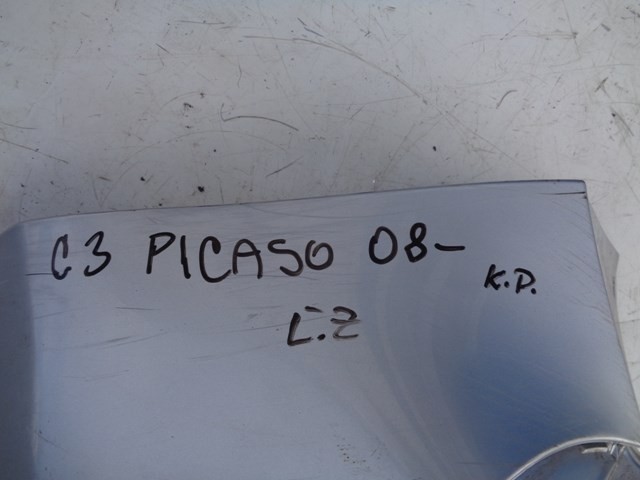 C3 PICASO 08-
K.D.
L.Z